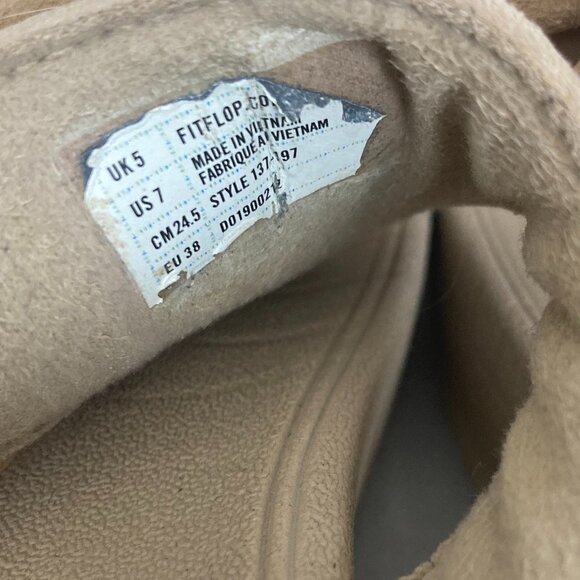 UK 5 FITFLOP.CO
US 7 MADE IN VIETNAM
FABRIQUE AU VIETNAM
CM 24.5 STYLE 137-197
EU 38